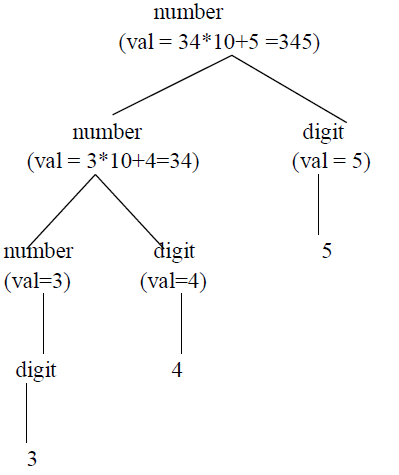 number
(val = 34*10+5 =345)
number
digit
(val = 3*10+4=34)
(val = 5)
number
digit
5
(val=3)
(val=4)
digit
4
3